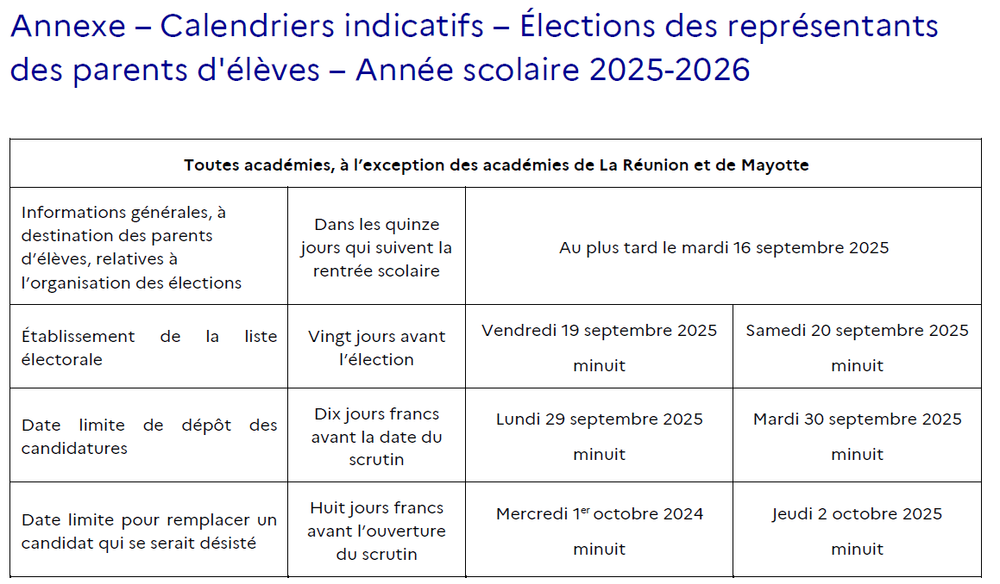 Annexe – Calendriers indicatifs – Élections des représentants
des parents d'élèves – Année scolaire 2025-2026
Toutes académies, à l’exception des académies de La Réunion et de Mayotte
Informations générales, à
destination des parents
d’élèves, relatives à
l’organisation des élections
Dans les quinze
jours qui suivent la
rentrée scolaire
Au plus tard le mardi 16 septembre 2025
Établissement de la liste
électorale
Vingt jours avant
l’élection
Vendredi 19 septembre 2025
minuit
Samedi 20 septembre 2025
minuit
Date limite de dépôt des
candidatures
Dix jours francs
avant la date du
scrutin
Lundi 29 septembre 2025
minuit
Mardi 30 septembre 2025
minuit
Date limite pour remplacer un
candidat qui se serait désisté
Huit jours francs
avant l’ouverture
du scrutin
Mercredi 1er octobre 2024
minuit
Jeudi 2 octobre 2025
minuit